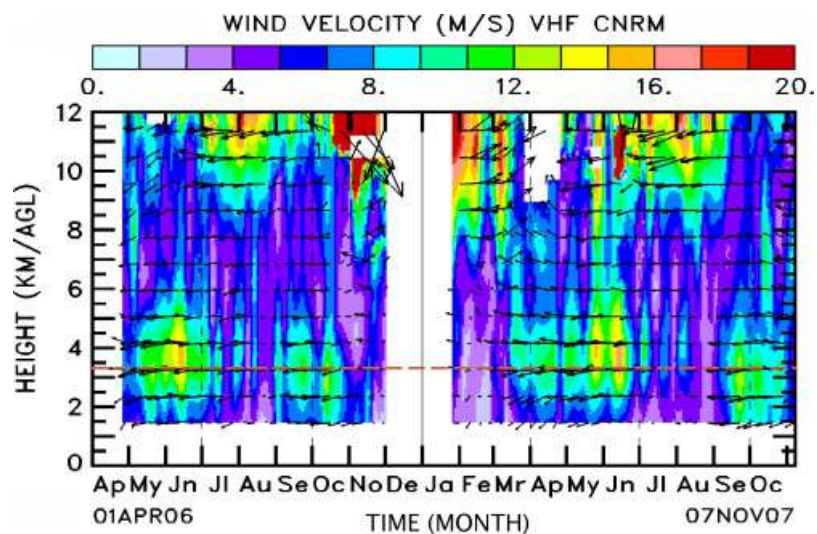 WIND VELOCITY (M/S) VHF CNRM
0. 4. 8. 12. 16. 20.
HEIGHT (KM/AGL)
12
10
8
6
4
2
0
Ap My Jn Jl Au Se Oc No De Ja Fe Mr Ap My Jn Jl Au Se Oc
01APR06 TIME (MONTH) 07NOV07